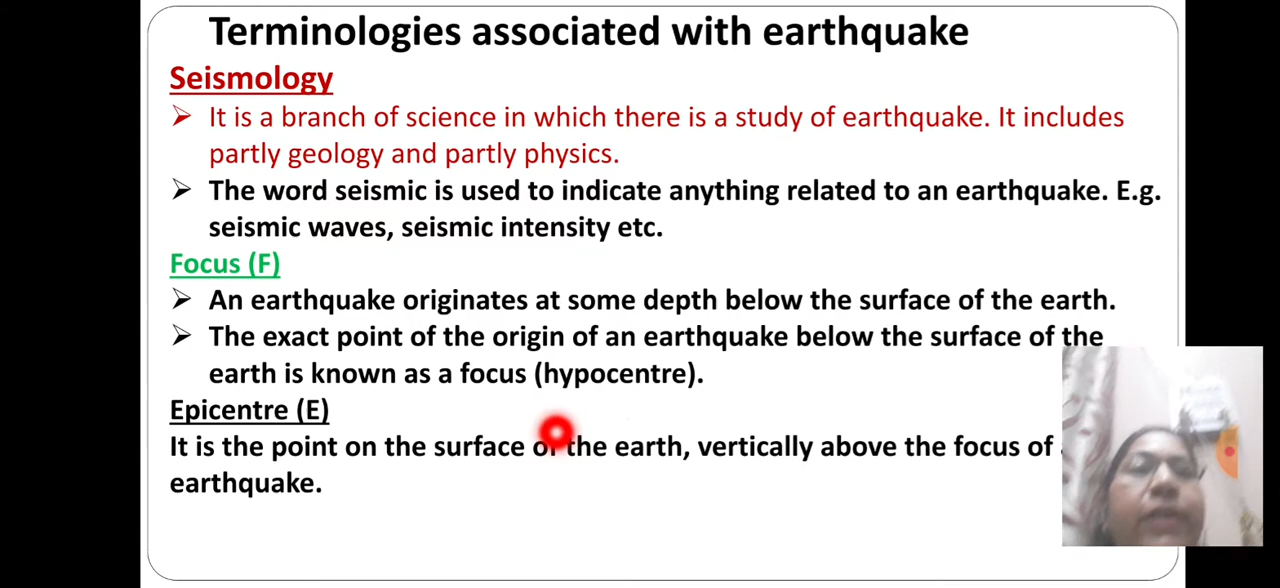 Terminologies associated with earthquake
Seismology
➢ It is a branch of science in which there is a study of earthquake. It includes
partly geology and partly physics.
➢ The word seismic is used to indicate anything related to an earthquake. E.g.
seismic waves, seismic intensity etc.
Focus (F)
➢ An earthquake originates at some depth below the surface of the earth.
➢ The exact point of the origin of an earthquake below the surface of the
earth is known as a focus (hypocentre).
Epicentre (E)
It is the point on the surface of the earth, vertically above the focus of
earthquake.